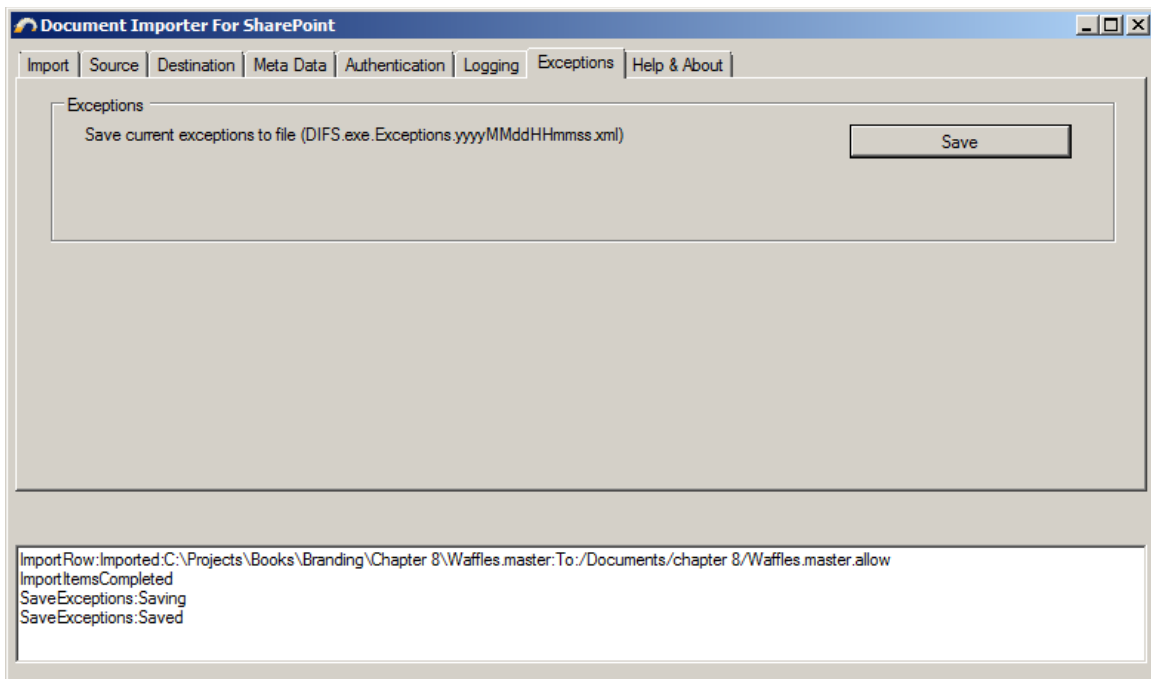 Document Importer For SharePoint
Import Source Destination Meta Data Authentication Logging Exceptions Help & About
Exceptions
Save current exceptions to file (DIFS.exe.Exceptions.yyyyMMddHHmmss.xml)
Save
ImportRow:Imported:C:\Projects\Books\Branding\Chapter 8\Waffles.master:To:/Documents/chapter 8/Waffles.master.allow
ImportItemsCompleted
SaveExceptions:Saving
SaveExceptions:Saved